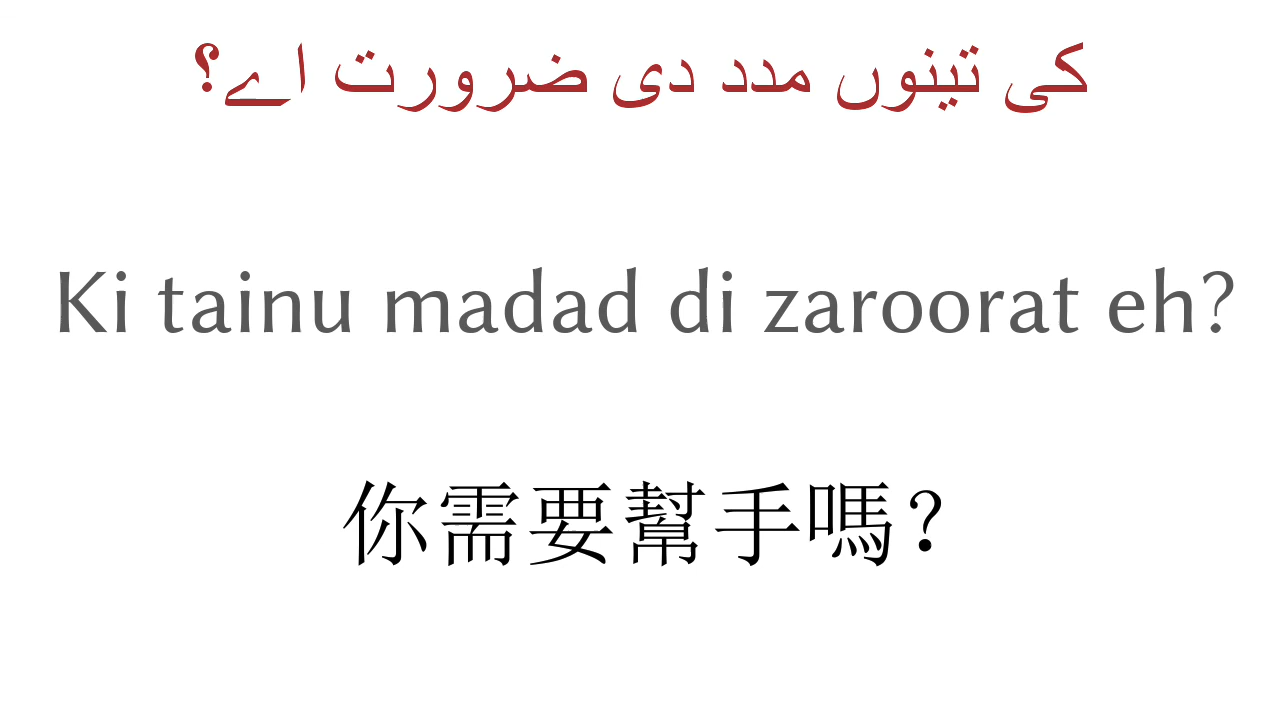 کی تینوں مدد دی ضرورت اے؟
Ki tainu madad di zaroorat eh?
你需要幫手嗎？